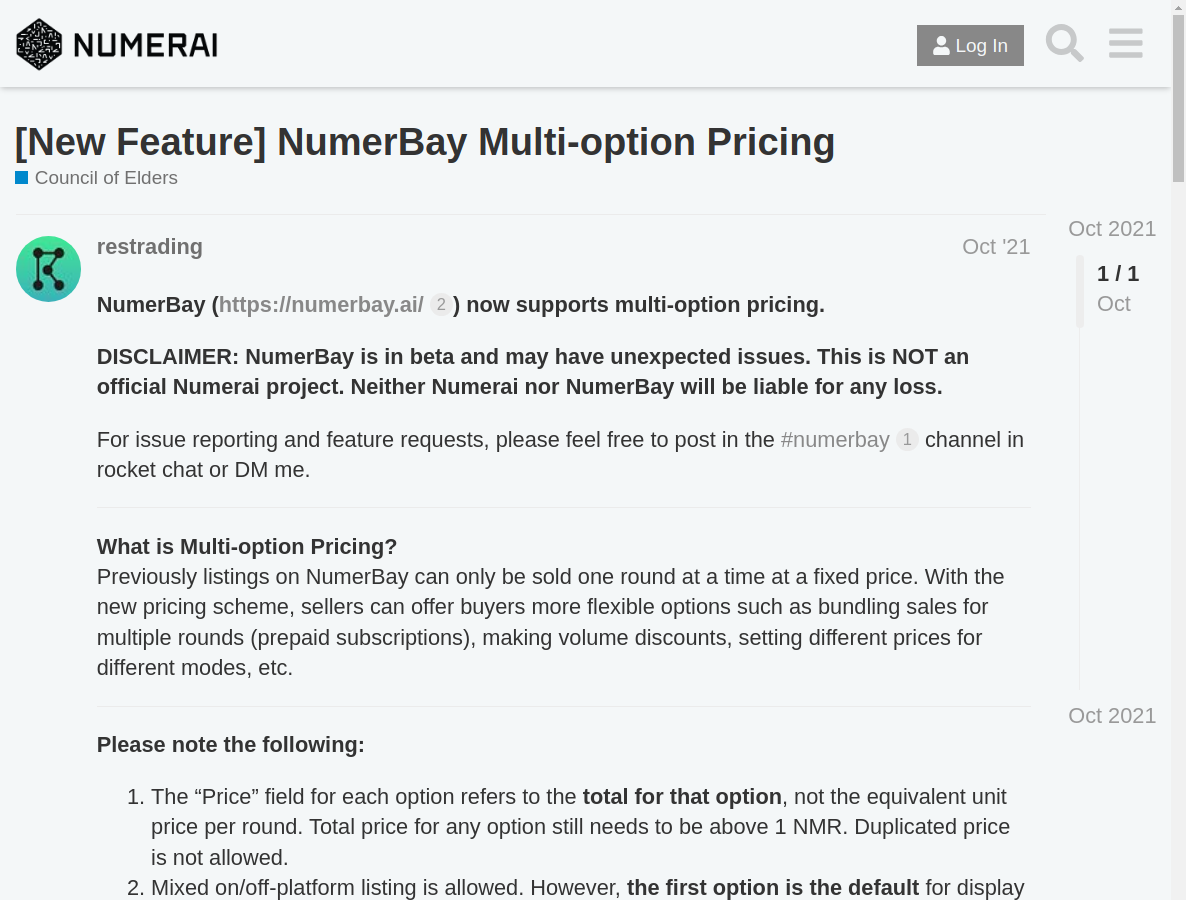 NUMERAI
Log In
[New Feature] NumerBay Multi-option Pricing
Council of Elders
restrading
Oct '21
NumerBay (https://numerbay.ai/ 2) now supports multi-option pricing.
DISCLAIMER: NumerBay is in beta and may have unexpected issues. This is NOT an
official Numerai project. Neither Numerai nor NumerBay will be liable for any loss.
For issue reporting and feature requests, please feel free to post in the #numerbay 1 channel in
rocket chat or DM me.
What is Multi-option Pricing?
Previously listings on NumerBay can only be sold one round at a time at a fixed price. With the
new pricing scheme, sellers can offer buyers more flexible options such as bundling sales for
multiple rounds (prepaid subscriptions), making volume discounts, setting different prices for
different modes, etc.
Please note the following:
1. The “Price” field for each option refers to the total for that option, not the equivalent unit
price per round. Total price for any option still needs to be above 1 NMR. Duplicated price
is not allowed.
2. Mixed on/off-platform listing is allowed. However, the first option is the default for display
Oct 2021
1 / 1
Oct
Oct 2021